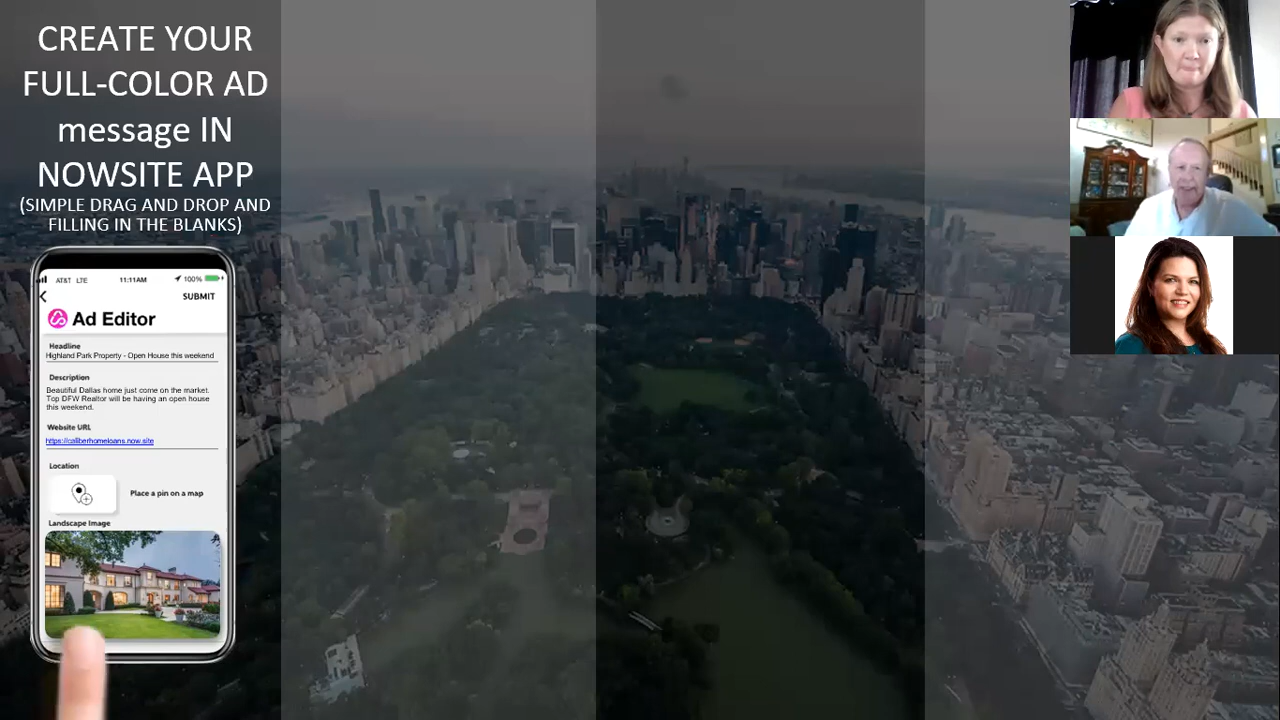 CREATE YOUR
FULL-COLOR AD
message IN
NOWSITE APP
(SIMPLE DRAG AND DROP AND
FILLING IN THE BLANKS)
AT&T LTE 11:11AM 100%
SUBMIT
Ad Editor
Headline
Highland Park Property - Open House this weekend
Description
Beautiful Dallas home just come on the market.
Top DFW Realtor will be having an open house
this weekend.
Website URL
https://caliberhomeloans.now.site
Location
Place a pin on a map
Landscape Image